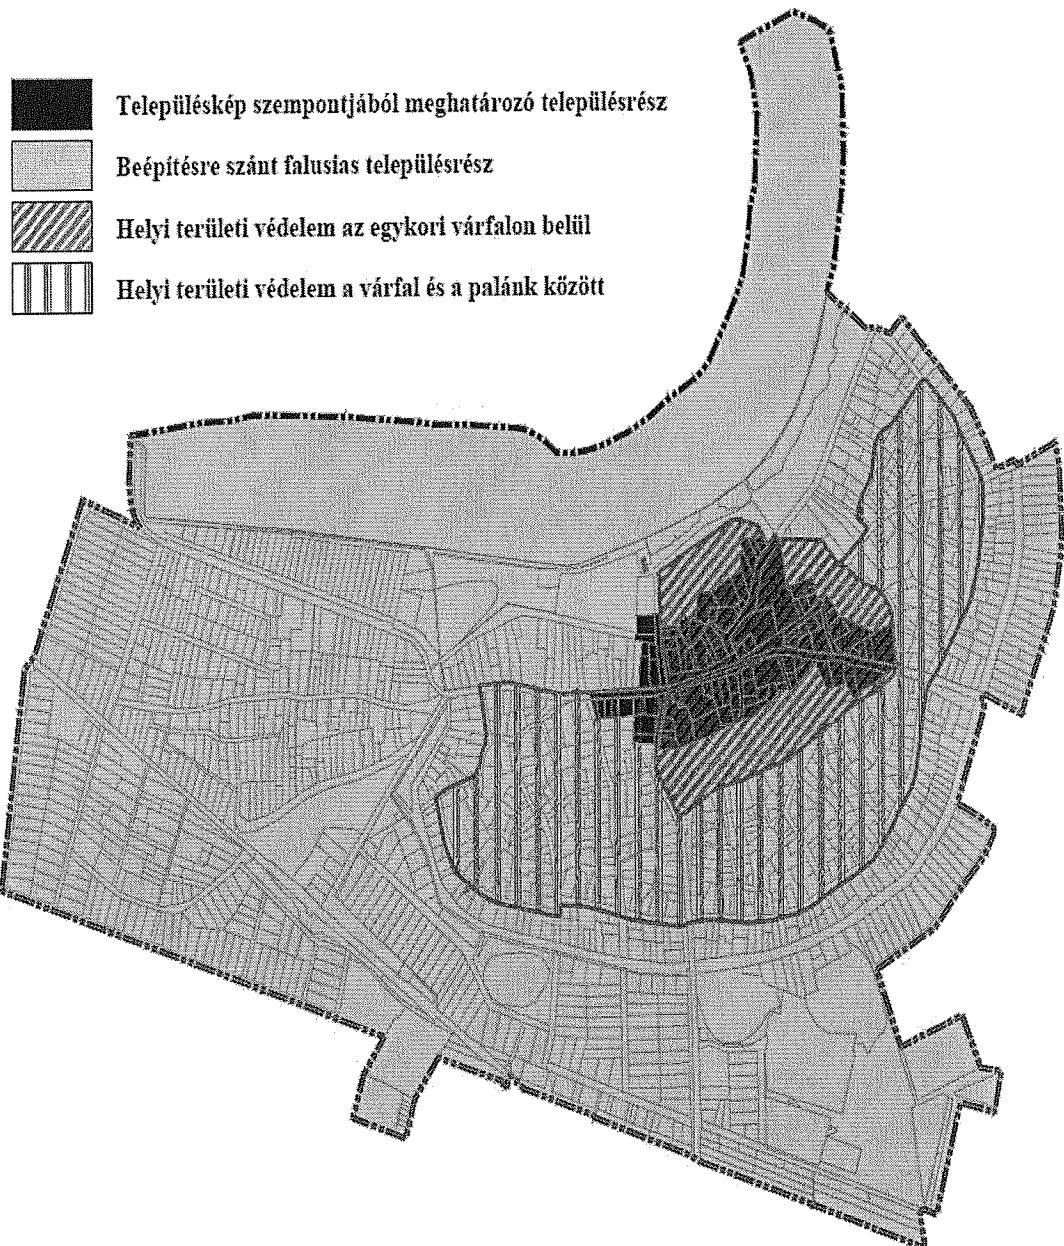 Településkép szempontjából meghatározó településrész
Beépítésre szánt falusias településrész
Helyi területi védelem az egykori várfalon belül
Helyi területi védelem a várfal és a palánk között